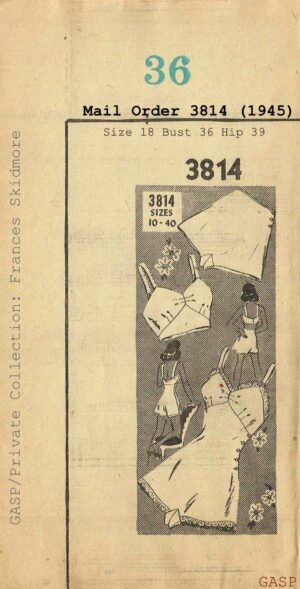 36
Mail Order 3814 (1945)
Size 18 Bust 36 Hip 39
3814
3814
SIZES
10-40
GASP/Private Collection: Frances Skidmore
GASP